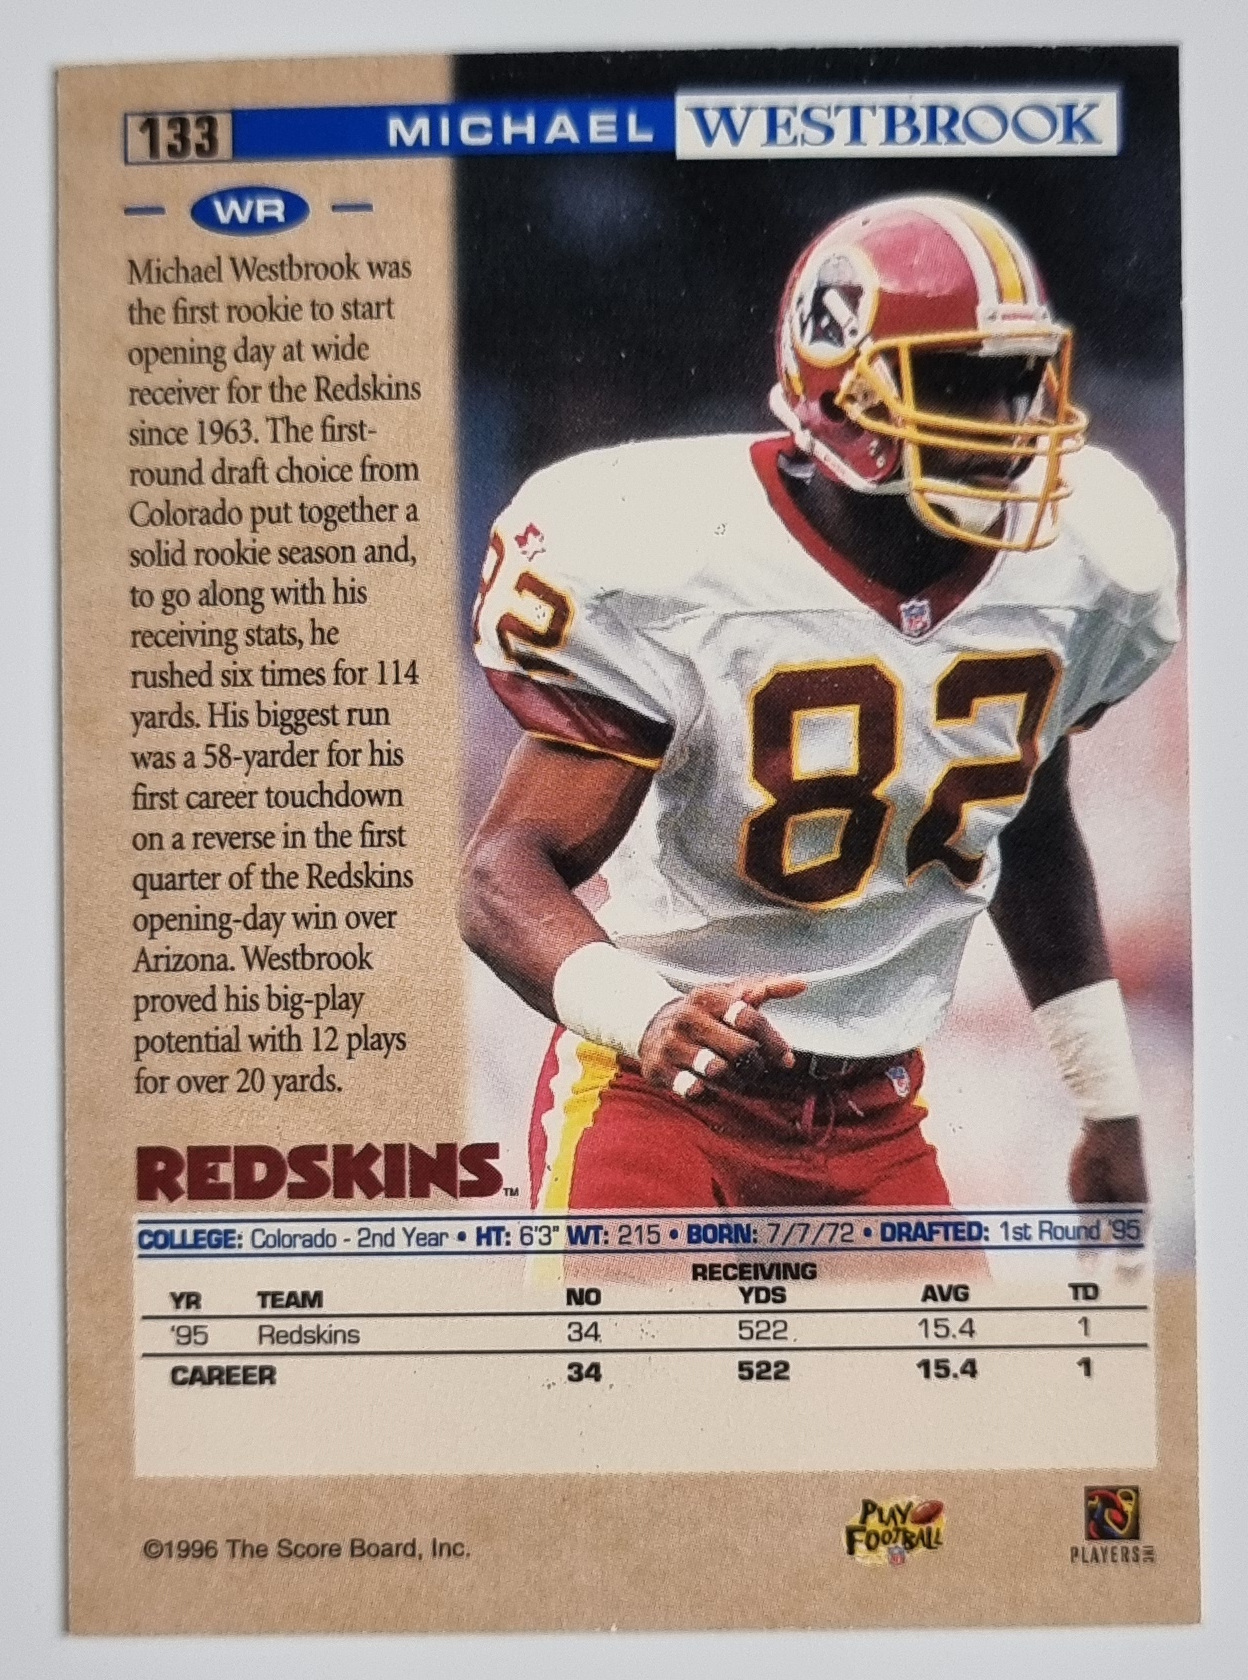 133 MICHAEL WESTBROOK
WR
Michael Westbrook was
the first rookie to start
opening day at wide
receiver for the Redskins
since 1963. The first-
round draft choice from
Colorado put together a
solid rookie season and,
to go along with his
receiving stats, he
rushed six times for 114
yards. His biggest run
was a 58-yarder for his
first career touchdown
on a reverse in the first
quarter of the Redskins
opening-day win over
Arizona. Westbrook
proved his big-play
potential with 12 plays
for over 20 yards.
82
82
REDSKINS™
COLLEGE: Colorado - 2nd Year • HT: 6'3" WT: 215 • BORN: 7/7/72 • DRAFTED: 1st Round '95
RECEIVING
YR TEAM NO YDS AVG TD
'95 Redskins 34 522 15.4 1
CAREER 34 522 15.4 1
©1996 The Score Board, Inc.
PLAY
FOOTBALL
PLAYERS INC